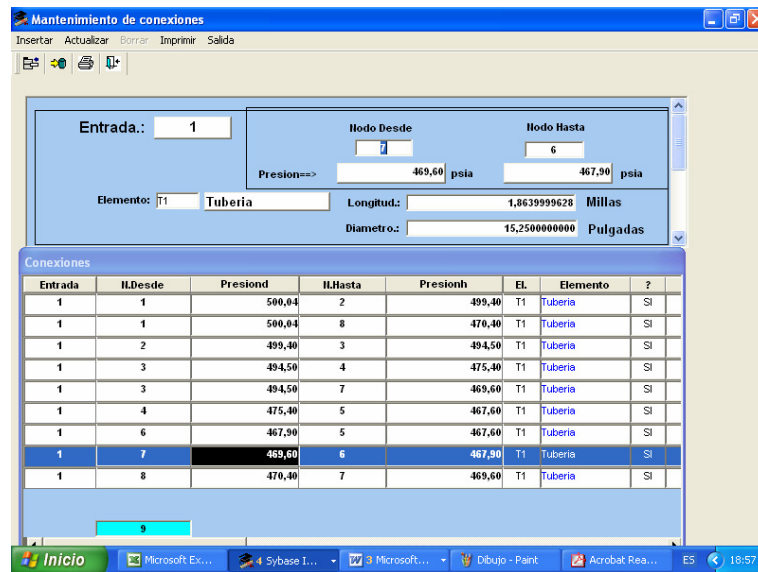 Mantenimiento de conexiones
Insertar Actualizar Borrar Imprimir Salida
Entrada.: 1
Nodo Desde Nodo Hasta
7 6
Presion==> 469,60 psia 467,90 psia
Elemento: T1 Tuberia Longitud.: 1,8639999628 Millas
Diametro.: 15,2500000000 Pulgadas
Conexiones
Entrada N.Desde Presiond N.Hasta Presionh El. Elemento ?
1 1 500,04 2 499,40 T1 Tuberia SI
1 1 500,04 8 470,40 T1 Tuberia SI
1 2 499,40 3 494,50 T1 Tuberia SI
1 3 494,50 4 475,40 T1 Tuberia SI
1 3 494,50 7 469,60 T1 Tuberia SI
1 4 475,40 5 467,60 T1 Tuberia SI
1 6 467,90 5 467,60 T1 Tuberia SI
1 7 469,60 6 467,90 T1 Tuberia SI
1 8 470,40 7 469,60 T1 Tuberia SI
9
Inicio Microsoft Ex... 4 Sybase I... 3 Microsoft... Dibujo - Paint Acrobat Rea... ES 18:57